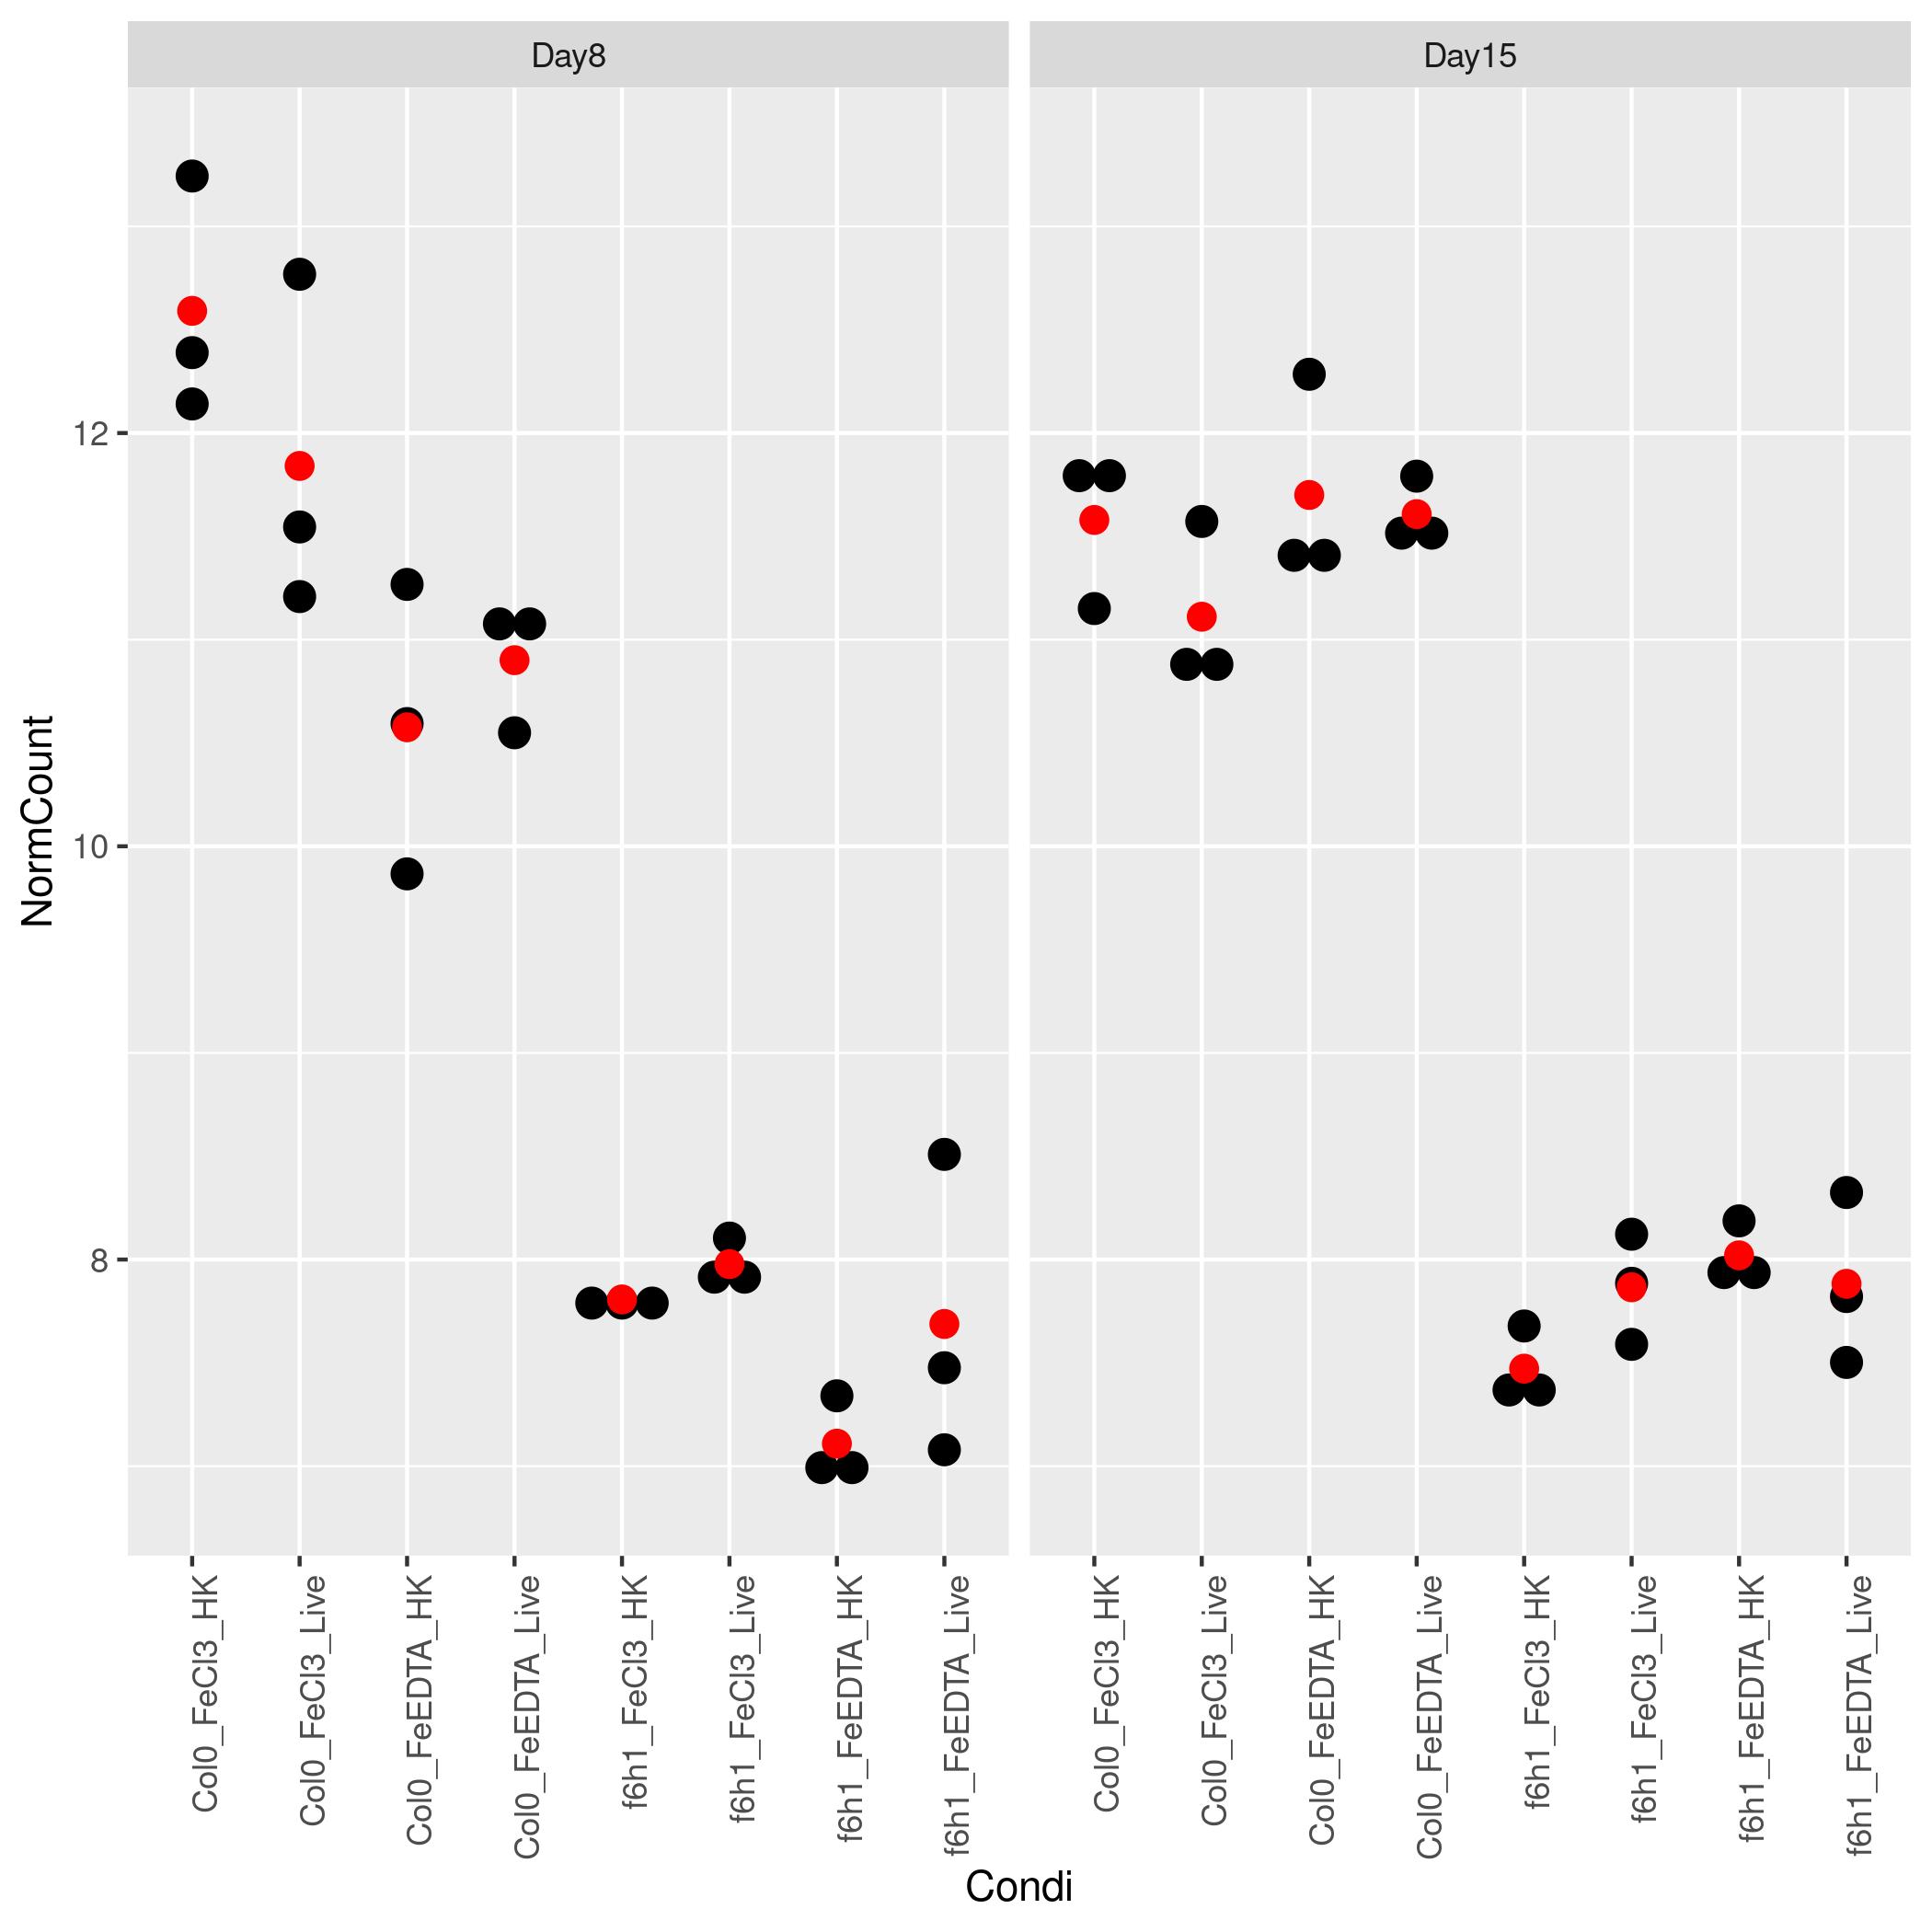 Day8
Day15
NormCount
12
10
8
Col0_FeCl3_HK
Col0_FeCl3_Live
Col0_FeEDTA_HK
Col0_FeEDTA_Live
f6h1_FeCl3_HK
f6h1_FeCl3_Live
f6h1_FeEDTA_HK
f6h1_FeEDTA_Live
Col0_FeCl3_HK
Col0_FeCl3_Live
Col0_FeEDTA_HK
Col0_FeEDTA_Live
f6h1_FeCl3_HK
f6h1_FeCl3_Live
f6h1_FeEDTA_HK
f6h1_FeEDTA_Live
Condi